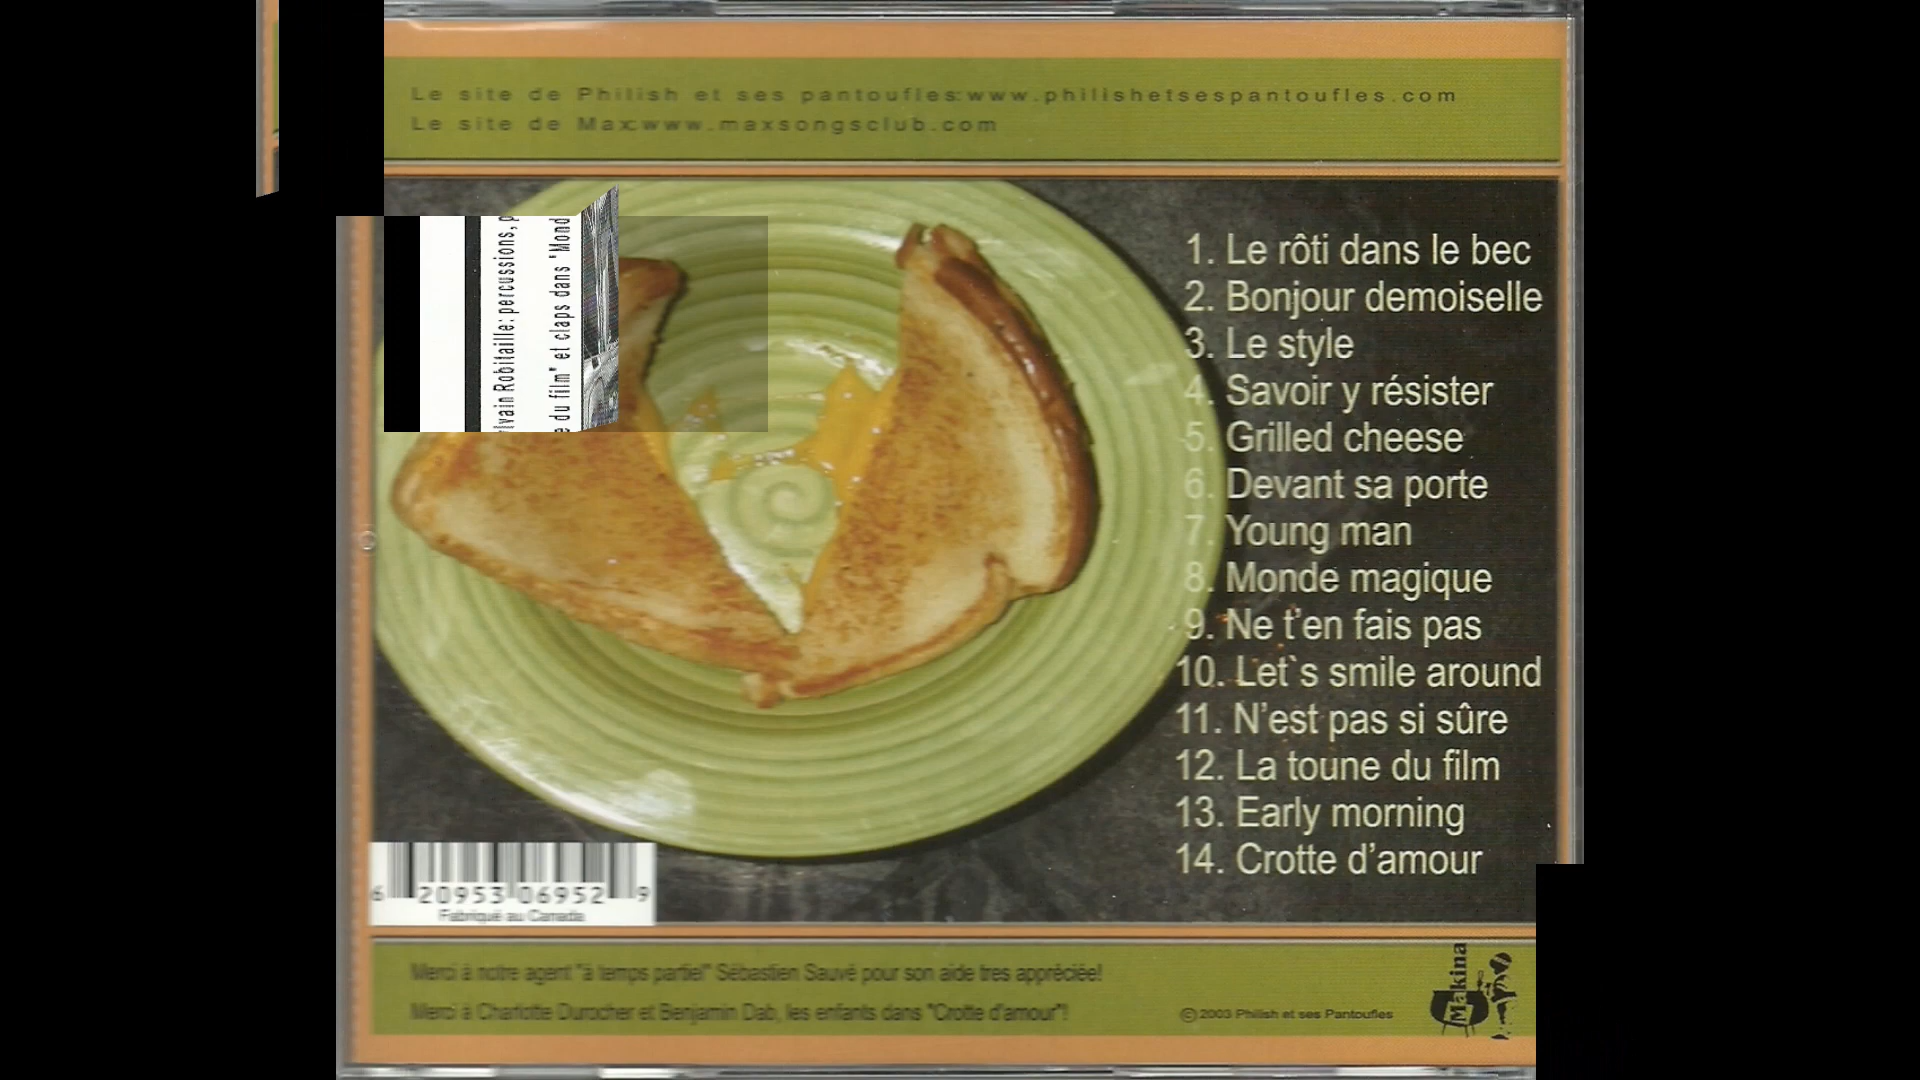 Le site de Philish et ses pantoufles:www.philishetsespantoufles.com
Le site de Max:www.maxsongsclub.com
lvain Robitaille: percussions, p
e du film" et claps dans "Mond
1. Le rôti dans le bec
2. Bonjour demoiselle
3. Le style
4. Savoir y résister
5. Grilled cheese
6. Devant sa porte
7. Young man
8. Monde magique
9. Ne t'en fais pas
10. Let`s smile around
11. N'est pas si sûre
12. La toune du film
13. Early morning
14. Crotte d'amour
6 20953 06952 9
Fabriqué au Canada
Merci à notre agent "à temps partiel" Sébastien Sauvé pour son aide tres appréciée!
Merci à Charlotte Durocher et Benjamin Dab, les enfants dans "Crotte d'amour"!
©2003 Philish et ses Pantoufles
Makina